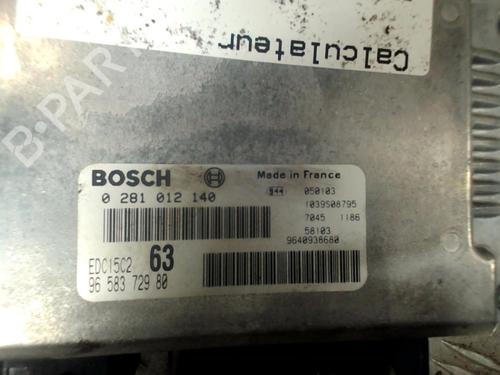 Calculateur
B-PARTS
BOSCH
Made in France
0 281 012 140
944 050103
1039S08795
7045 1186
58103
9640938680
EDC15C2 63
96 583 729 80